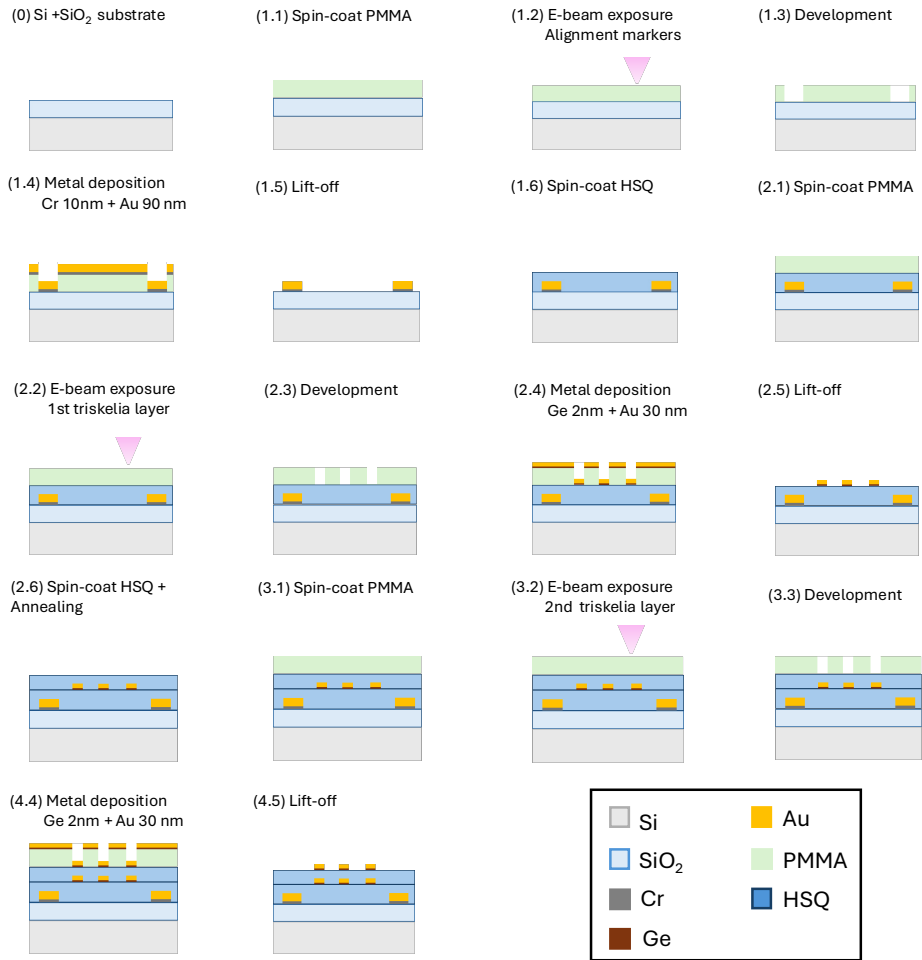 (0) Si +SiO₂ substrate
(1.1) Spin-coat PMMA
(1.2) E-beam exposure
Alignment markers
(1.3) Development
(1.4) Metal deposition
Cr 10nm + Au 90 nm
(1.5) Lift-off
(1.6) Spin-coat HSQ
(2.1) Spin-coat PMMA
(2.2) E-beam exposure
1st triskelia layer
(2.3) Development
(2.4) Metal deposition
Ge 2nm + Au 30 nm
(2.5) Lift-off
(2.6) Spin-coat HSQ +
Annealing
(3.1) Spin-coat PMMA
(3.2) E-beam exposure
2nd triskelia layer
(3.3) Development
(4.4) Metal deposition
Ge 2nm + Au 30 nm
(4.5) Lift-off
Si
Au
SiO₂
PMMA
Cr
HSQ
Ge